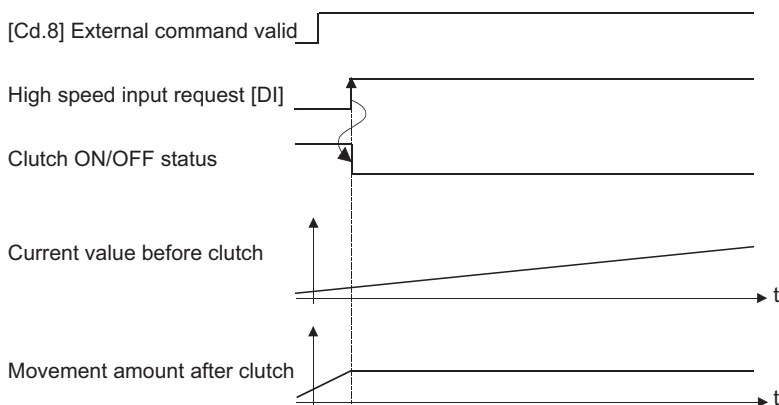 [Cd.8] External command valid
High speed input request [DI]
Clutch ON/OFF status
Current value before clutch
t
Movement amount after clutch
t